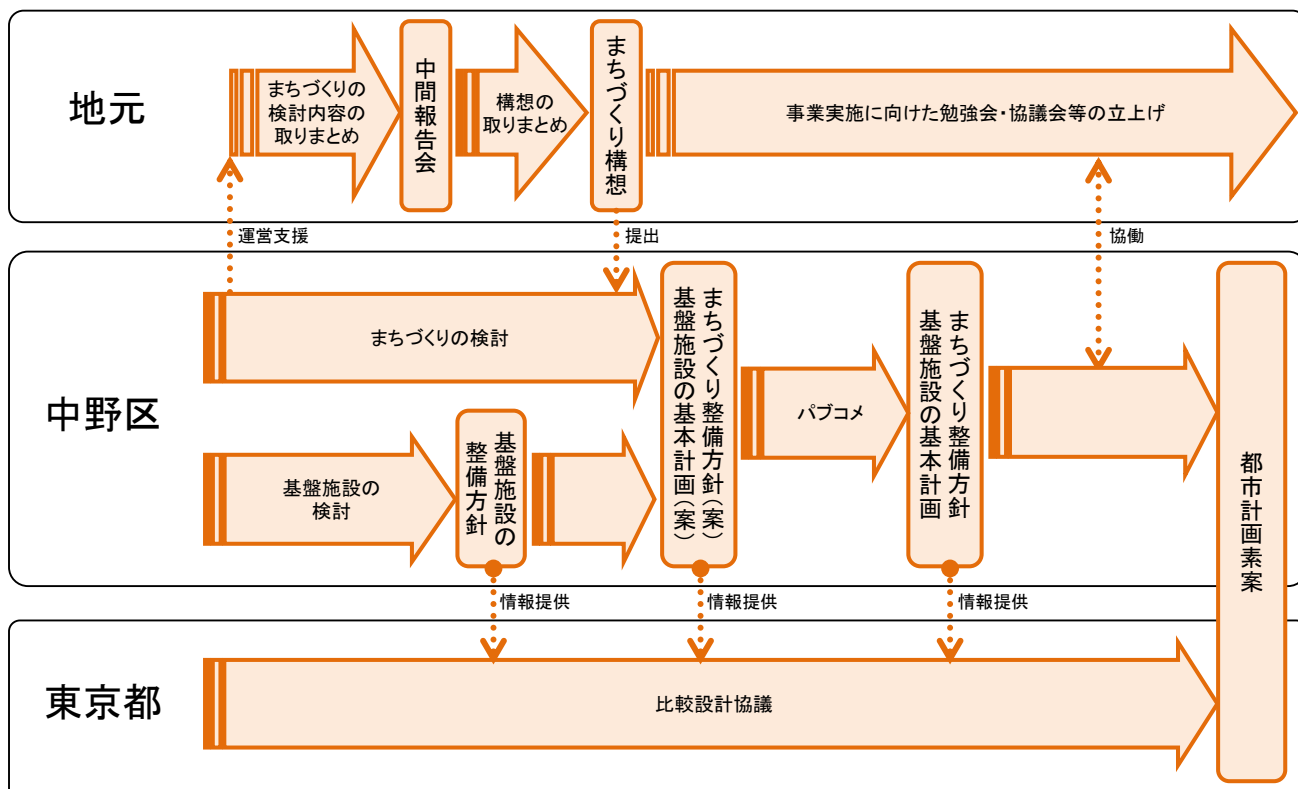 地元
まちづくりの
検討内容の
取りまとめ
中間報告会
構想の
取りまとめ
まちづくり構想
事業実施に向けた勉強会・協議会等の立上げ
運営支援
提出
協働
中野区
まちづくりの検討
基盤施設の
検討
基盤施設の
整備方針
まちづくり整備方針(案)
基盤施設の基本計画(案)
パブコメ
まちづくり整備方針
基盤施設の基本計画
都市計画素案
情報提供
情報提供
情報提供
東京都
比較設計協議